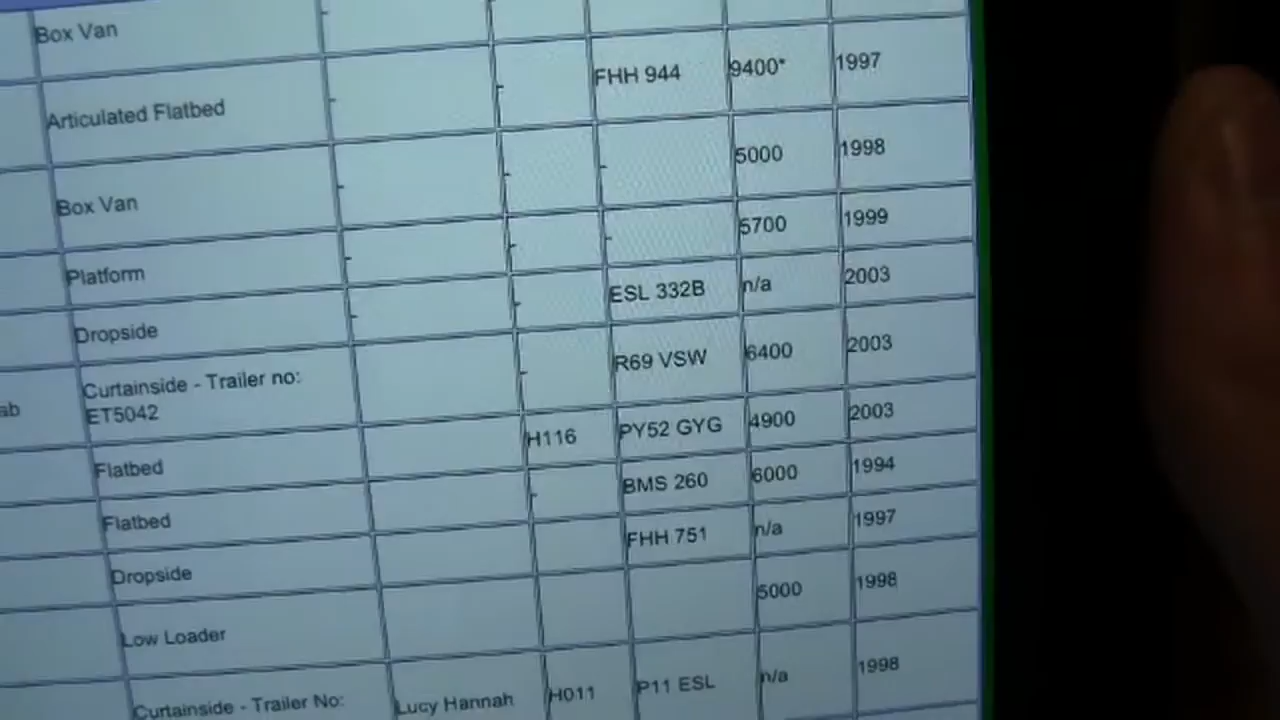 Box Van - -
Articulated Flatbed - - FHH 944 9400* 1997
Box Van - - - 5000 1998
Platform - - - 5700 1999
Dropside - - ESL 332B n/a 2003
ab Curtainside - Trailer no: - R69 VSW 6400 2003
ET5042
Flatbed H116 PY52 GYG 4900 2003
Flatbed - BMS 260 6000 1994
Dropside FHH 751 n/a 1997
Low Loader 5000 1998
Curtainside - Trailer No: Lucy Hannah H011 P11 ESL n/a 1998